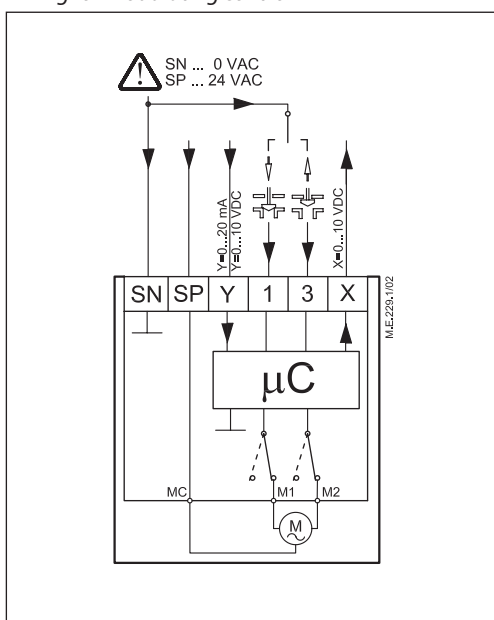 SN ... 0 VAC
SP ... 24 VAC
Y=0...20 mA
Y=0...10 VDC
X=0...10 VDC
SN SP Y 1 3 X
M.E.229.1/02
µC
MC M1 M2
M